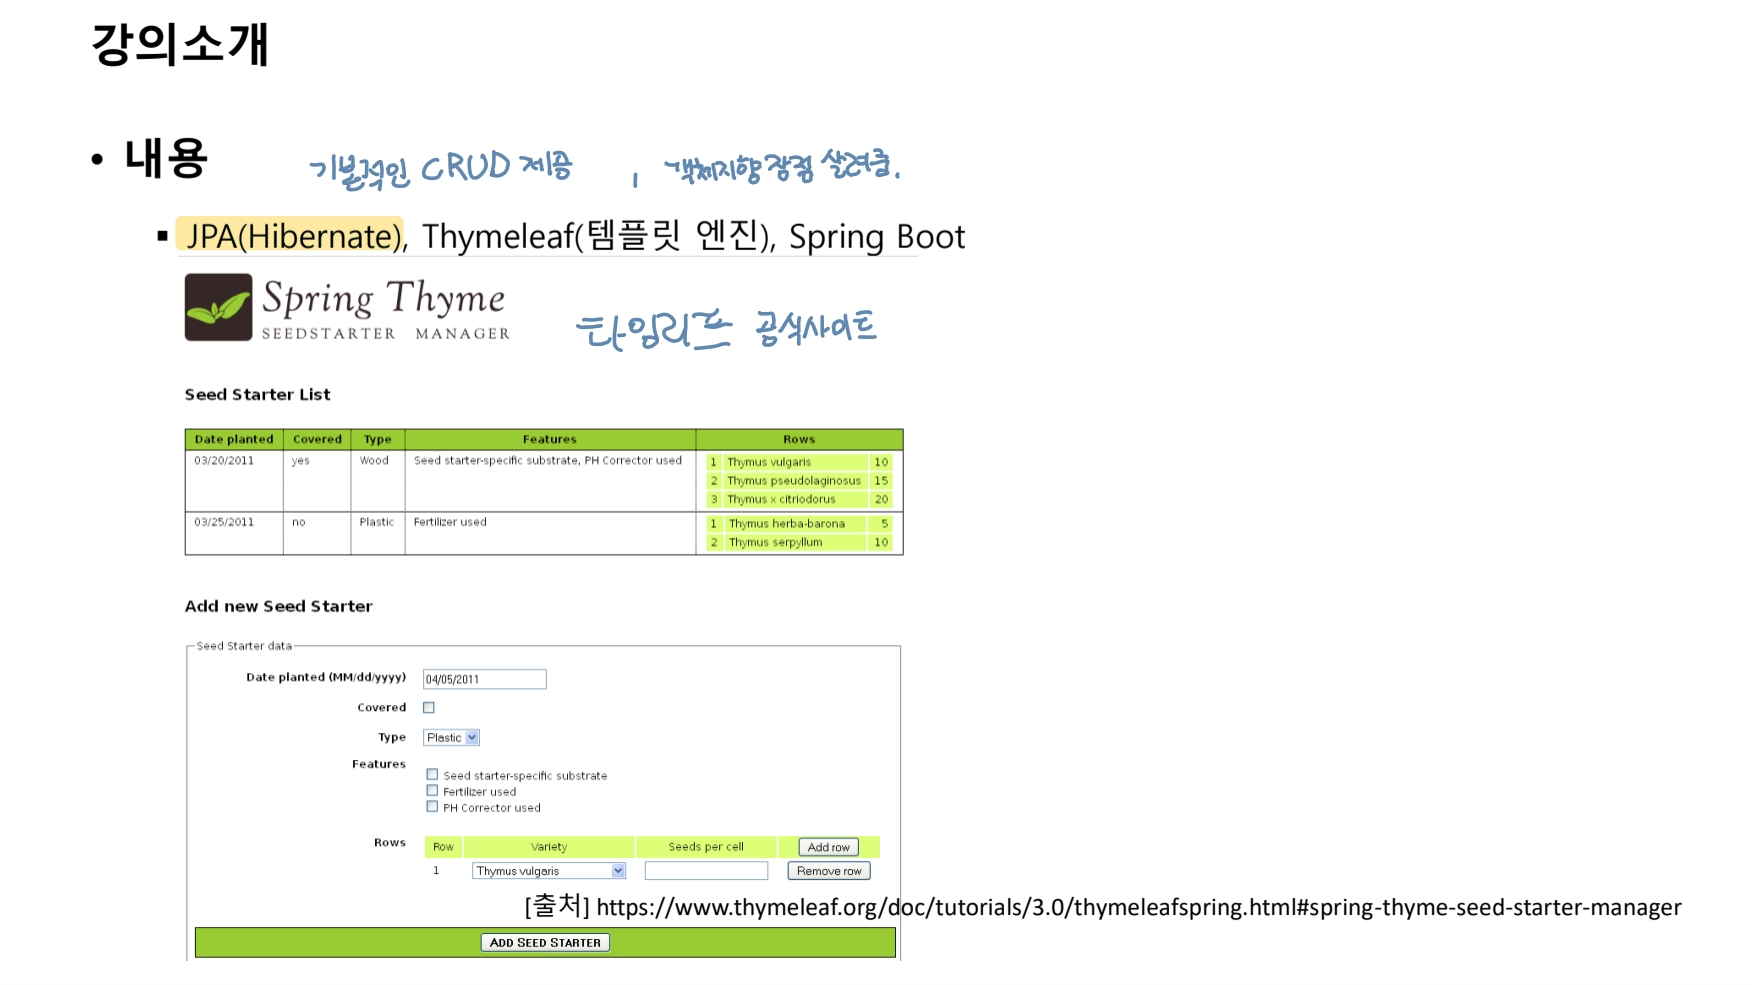 강의소개
• 내용
기본적인 CRUD 제공, 객체지향 장점 살려줌.
▪ JPA(Hibernate), Thymeleaf(템플릿 엔진), Spring Boot
Spring Thyme
SEEDSTARTER MANAGER
타임리프 공식사이트
Seed Starter List
Date planted Covered Type Features Rows
03/20/2011 yes Wood Seed starter-specific substrate, PH Corrector used 1 Thymus vulgaris 10
2 Thymus pseudolaginosus 15
3 Thymus x citriodorus 20
03/25/2011 no Plastic Fertilizer used 1 Thymus herba-barona 5
2 Thymus serpyllum 10
Add new Seed Starter
Seed Starter data
Date planted (MM/dd/yyyy) 04/05/2011
Covered
Type Plastic
Features
Seed starter-specific substrate
Fertilizer used
PH Corrector used
Rows Row Variety Seeds per cell Add row
1 Thymus vulgaris Remove row
[출처] https://www.thymeleaf.org/doc/tutorials/3.0/thymeleafspring.html#spring-thyme-seed-starter-manager
ADD SEED STARTER